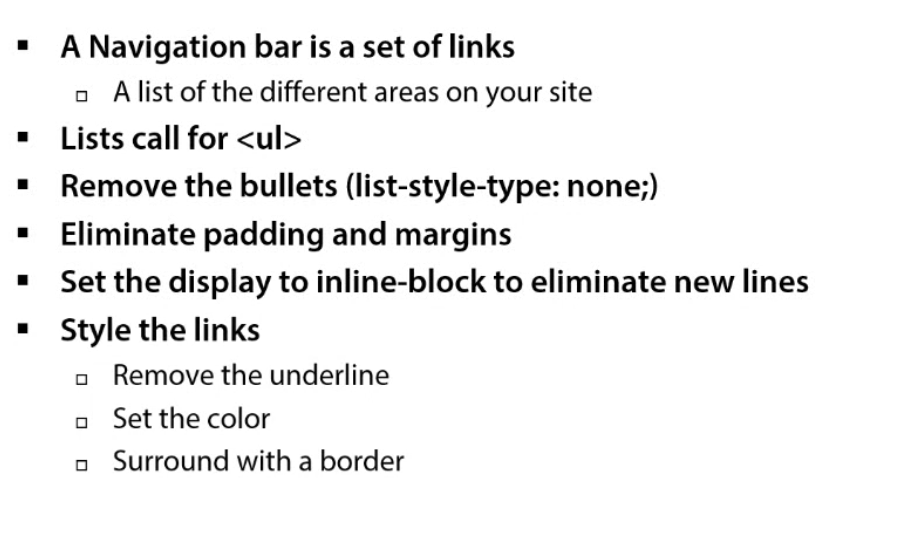 ▪ A Navigation bar is a set of links
▫ A list of the different areas on your site
▪ Lists call for <ul>
▪ Remove the bullets (list-style-type: none;)
▪ Eliminate padding and margins
▪ Set the display to inline-block to eliminate new lines
▪ Style the links
▫ Remove the underline
▫ Set the color
▫ Surround with a border